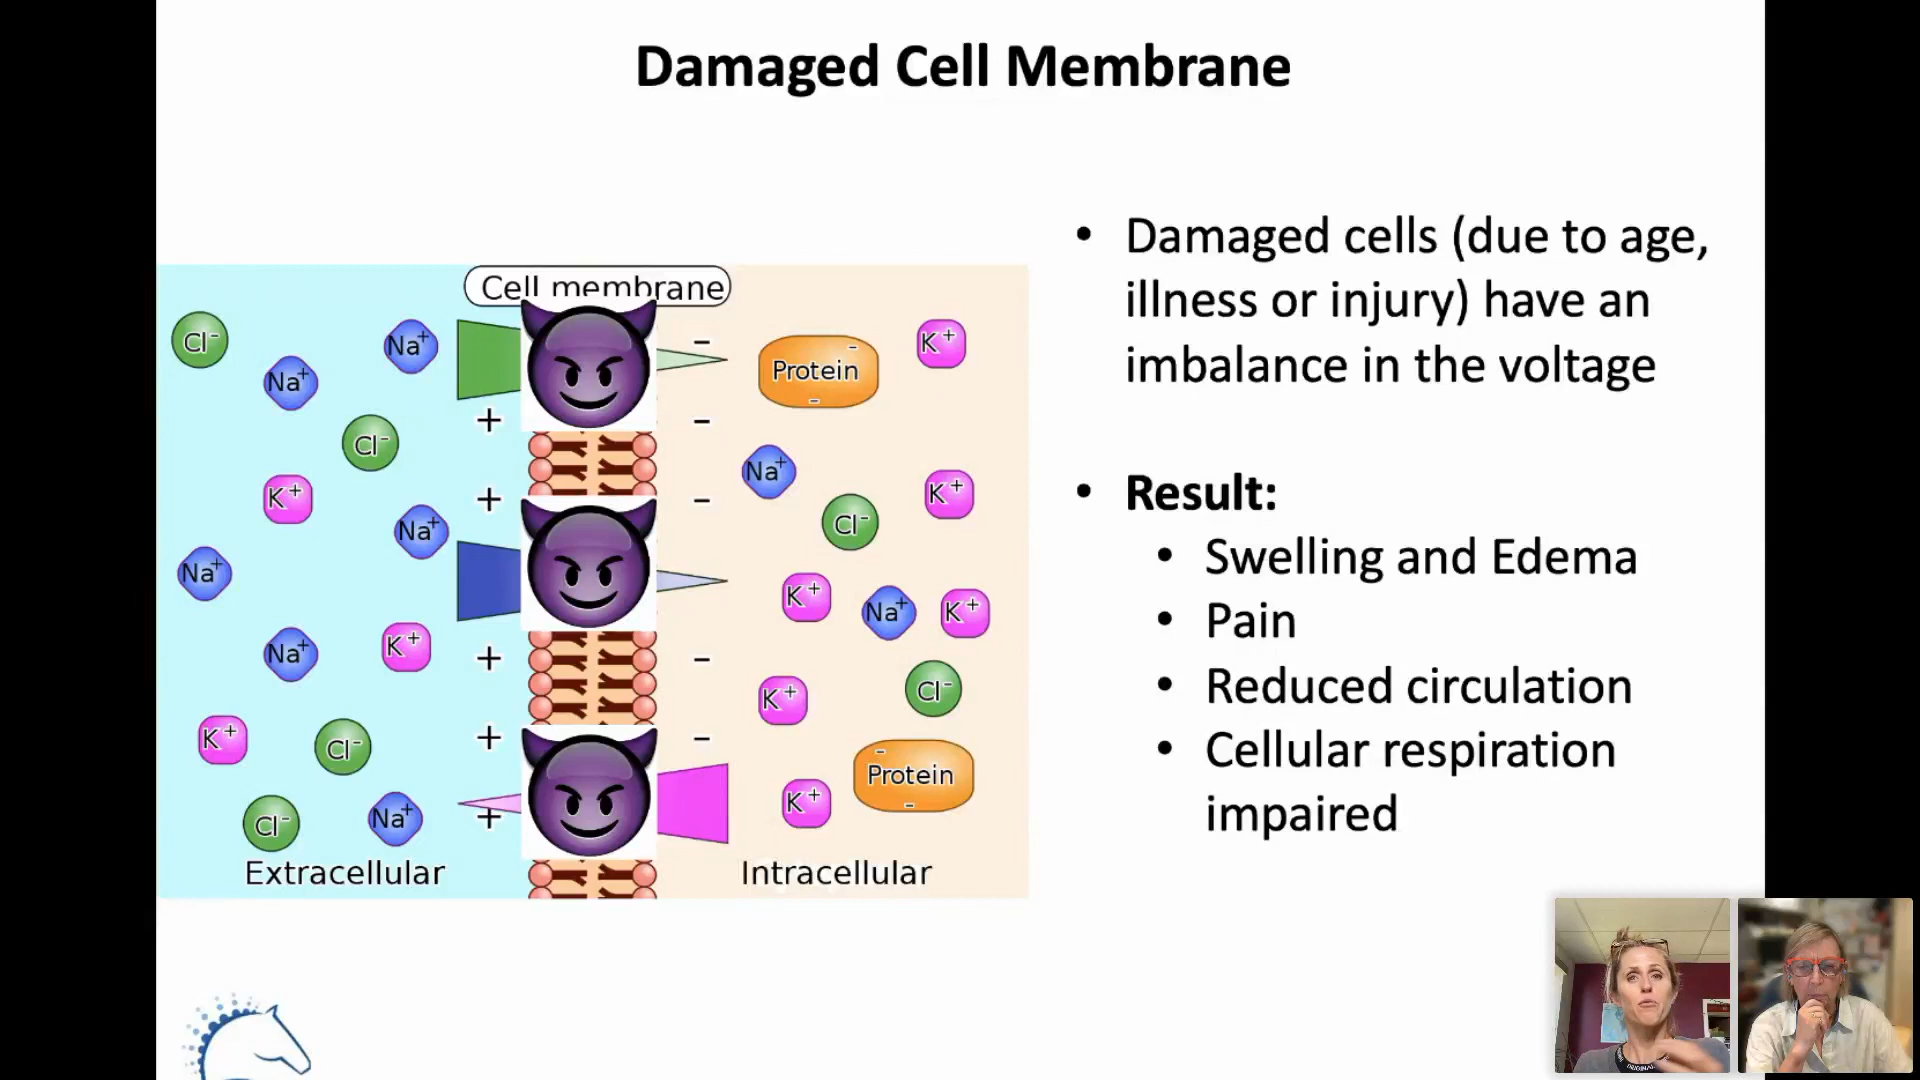 Damaged Cell Membrane
Cell membrane
Cl⁻
Na⁺
Na⁺
Cl⁻
K⁺
Na⁺
Na⁺
Na⁺
K⁺
K⁺
Cl⁻
Cl⁻
Na⁺
Extracellular
+
+
+
+
+
–
–
–
–
–
Protein
-
-
K⁺
Na⁺
K⁺
Cl⁻
K⁺
Na⁺
K⁺
K⁺
Cl⁻
Protein
-
-
K⁺
Intracellular
• Damaged cells (due to age,
illness or injury) have an
imbalance in the voltage
• Result:
• Swelling and Edema
• Pain
• Reduced circulation
• Cellular respiration
impaired